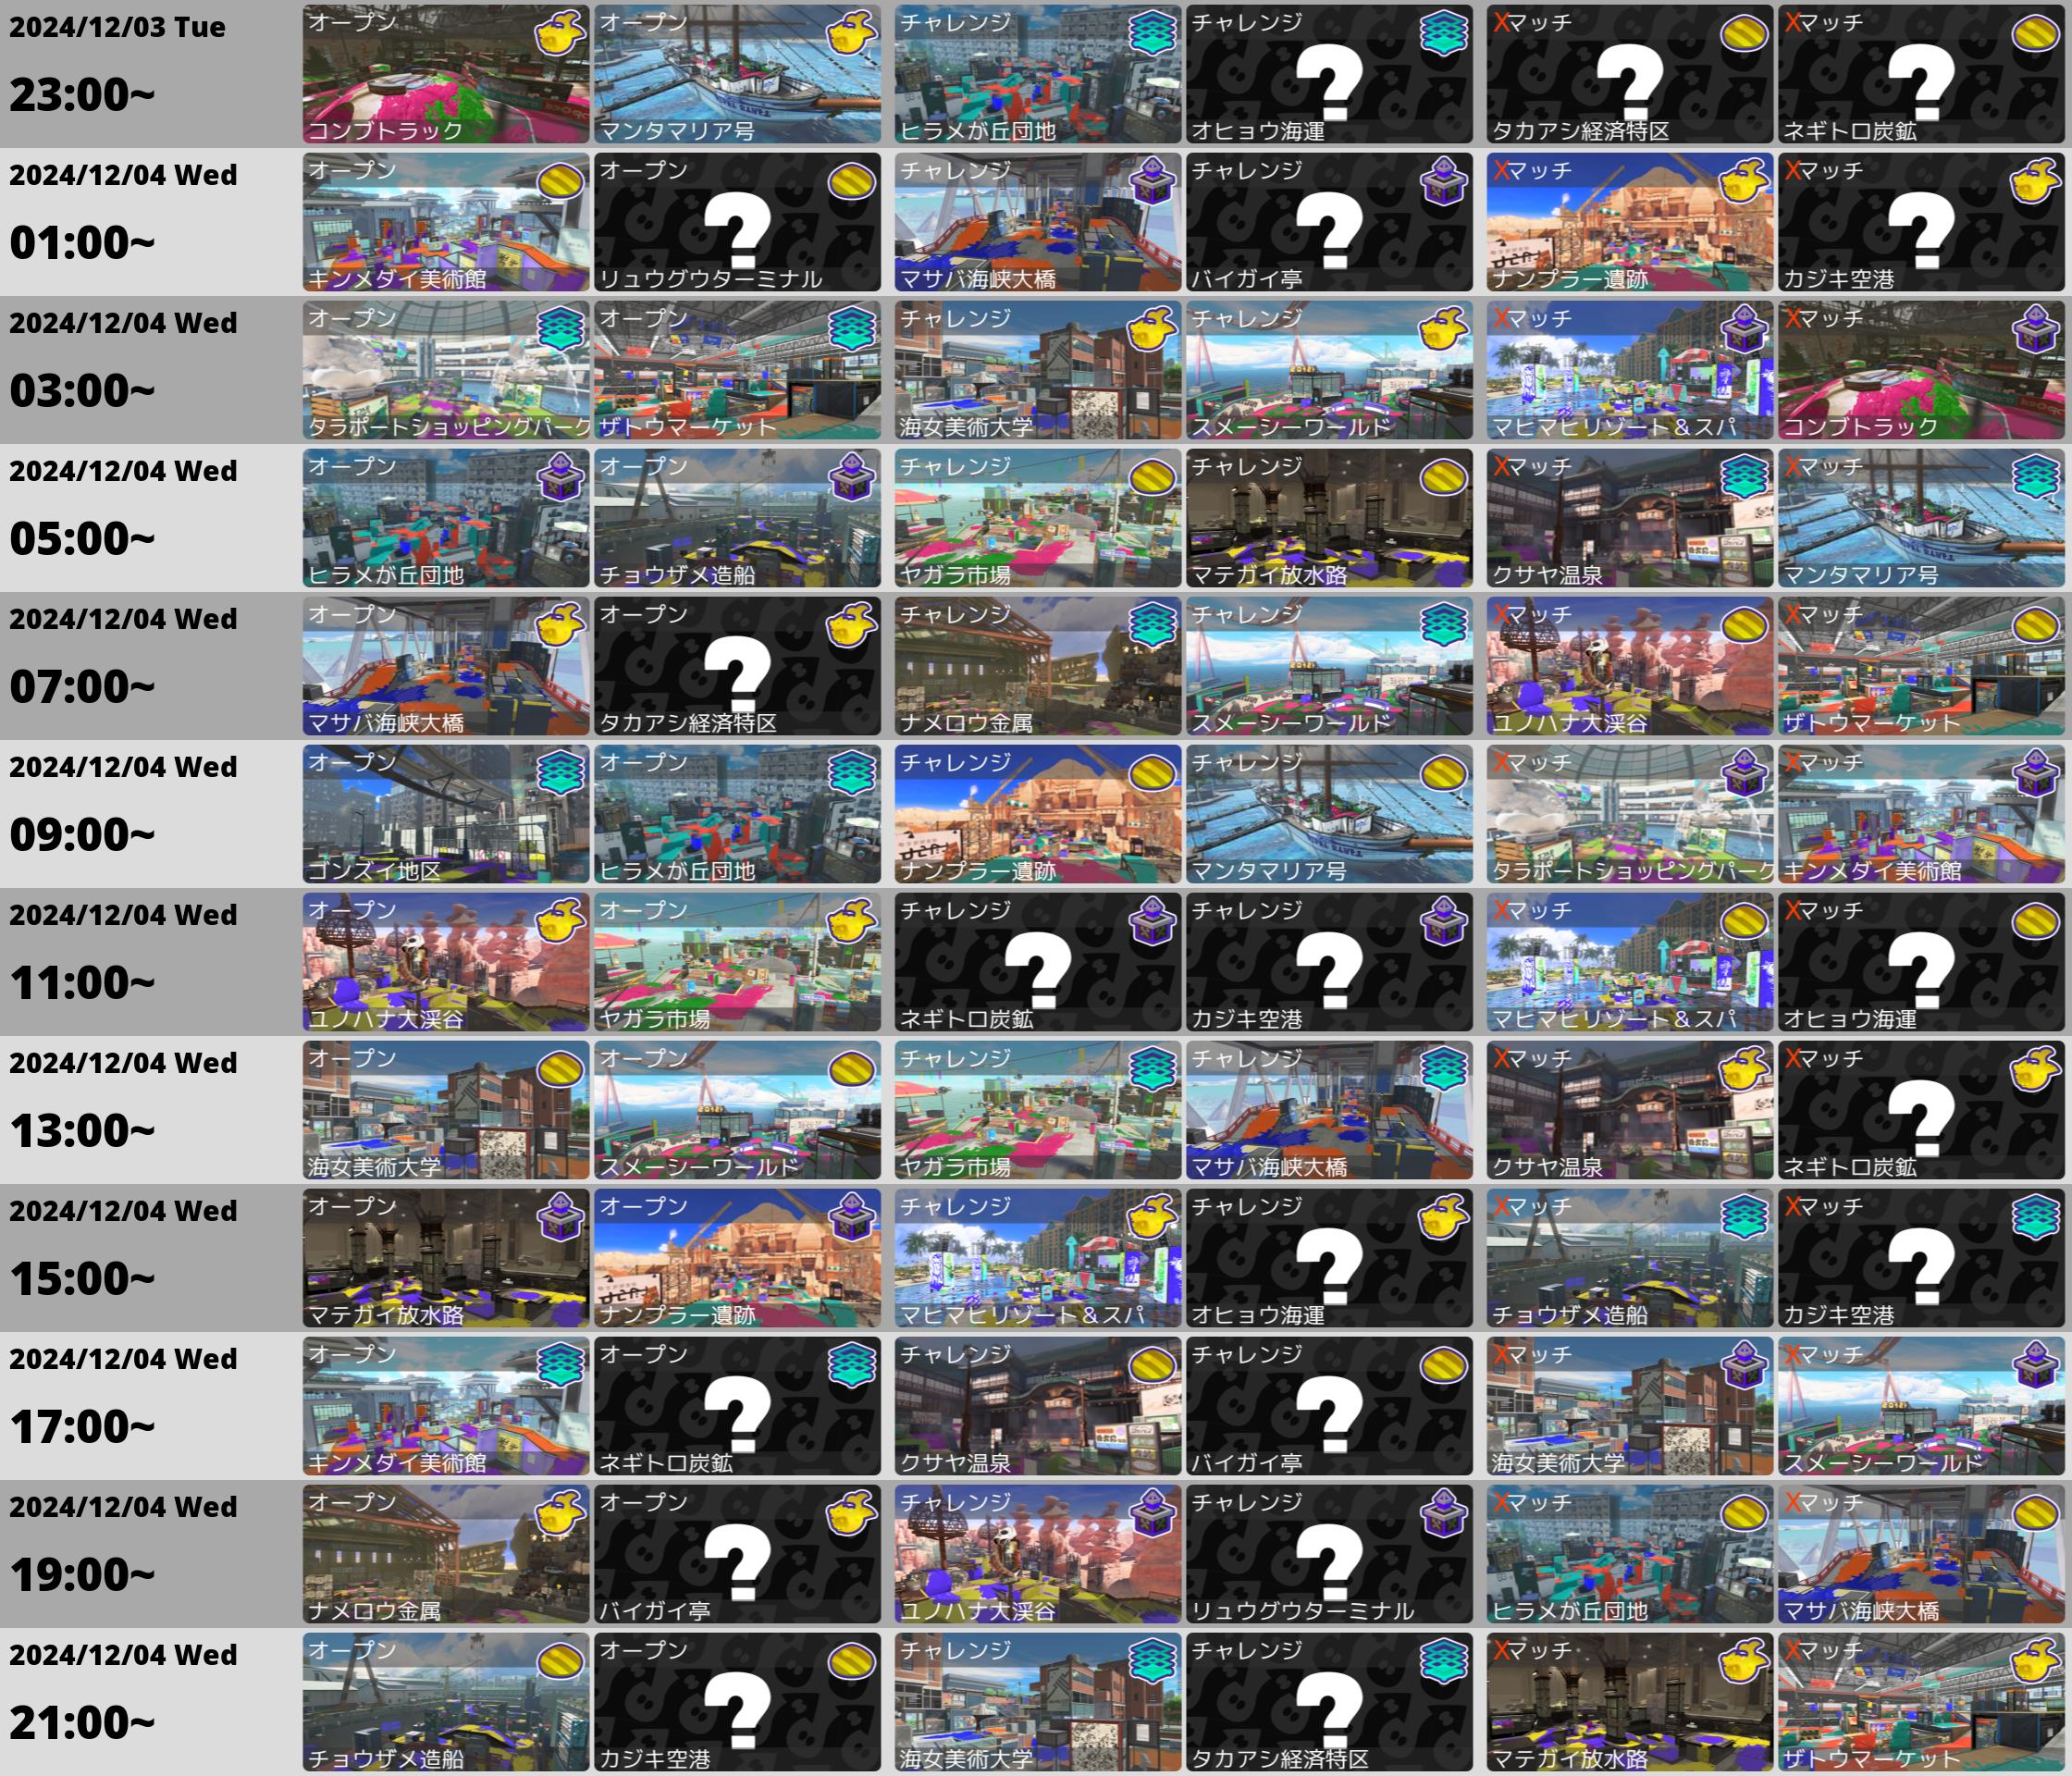 2024/12/03 Tue
23:00~
オープン
コンブトラック
オープン
マンタマリア号
チャレンジ
ヒラメが丘団地
チャレンジ
オヒョウ海運
Xマッチ
タカアシ経済特区
Xマッチ
ネギトロ炭鉱
2024/12/04 Wed
01:00~
オープン
キンメダイ美術館
オープン
リュウグウターミナル
チャレンジ
マサバ海峡大橋
チャレンジ
バイガイ亭
Xマッチ
ナンプラー遺跡
Xマッチ
カジキ空港
2024/12/04 Wed
03:00~
オープン
タラポートショッピングパーク
オープン
ザトウマーケット
チャレンジ
海女美術大学
チャレンジ
スメーシーワールド
Xマッチ
マヒマヒリゾート＆スパ
Xマッチ
コンブトラック
2024/12/04 Wed
05:00~
オープン
ヒラメが丘団地
オープン
チョウザメ造船
チャレンジ
ヤガラ市場
チャレンジ
マテガイ放水路
Xマッチ
クサヤ温泉
Xマッチ
マンタマリア号
2024/12/04 Wed
07:00~
オープン
マサバ海峡大橋
オープン
タカアシ経済特区
チャレンジ
ナメロウ金属
チャレンジ
スメーシーワールド
Xマッチ
ユノハナ大渓谷
Xマッチ
ザトウマーケット
2024/12/04 Wed
09:00~
オープン
ゴンズイ地区
オープン
ヒラメが丘団地
チャレンジ
ナンプラー遺跡
チャレンジ
マンタマリア号
Xマッチ
タラポートショッピングパーク
Xマッチ
キンメダイ美術館
2024/12/04 Wed
11:00~
オープン
ユノハナ大渓谷
オープン
ヤガラ市場
チャレンジ
ネギトロ炭鉱
チャレンジ
カジキ空港
Xマッチ
マヒマヒリゾート＆スパ
Xマッチ
オヒョウ海運
2024/12/04 Wed
13:00~
オープン
海女美術大学
オープン
スメーシーワールド
チャレンジ
ヤガラ市場
チャレンジ
マサバ海峡大橋
Xマッチ
クサヤ温泉
Xマッチ
ネギトロ炭鉱
2024/12/04 Wed
15:00~
オープン
マテガイ放水路
オープン
ナンプラー遺跡
チャレンジ
マヒマヒリゾート＆スパ
チャレンジ
オヒョウ海運
Xマッチ
チョウザメ造船
Xマッチ
カジキ空港
2024/12/04 Wed
17:00~
オープン
キンメダイ美術館
オープン
ネギトロ炭鉱
チャレンジ
クサヤ温泉
チャレンジ
バイガイ亭
Xマッチ
海女美術大学
Xマッチ
スメーシーワールド
2024/12/04 Wed
19:00~
オープン
ナメロウ金属
オープン
バイガイ亭
チャレンジ
ユノハナ大渓谷
チャレンジ
リュウグウターミナル
Xマッチ
ヒラメが丘団地
Xマッチ
マサバ海峡大橋
2024/12/04 Wed
21:00~
オープン
チョウザメ造船
オープン
カジキ空港
チャレンジ
海女美術大学
チャレンジ
タカアシ経済特区
Xマッチ
マテガイ放水路
Xマッチ
ザトウマーケット